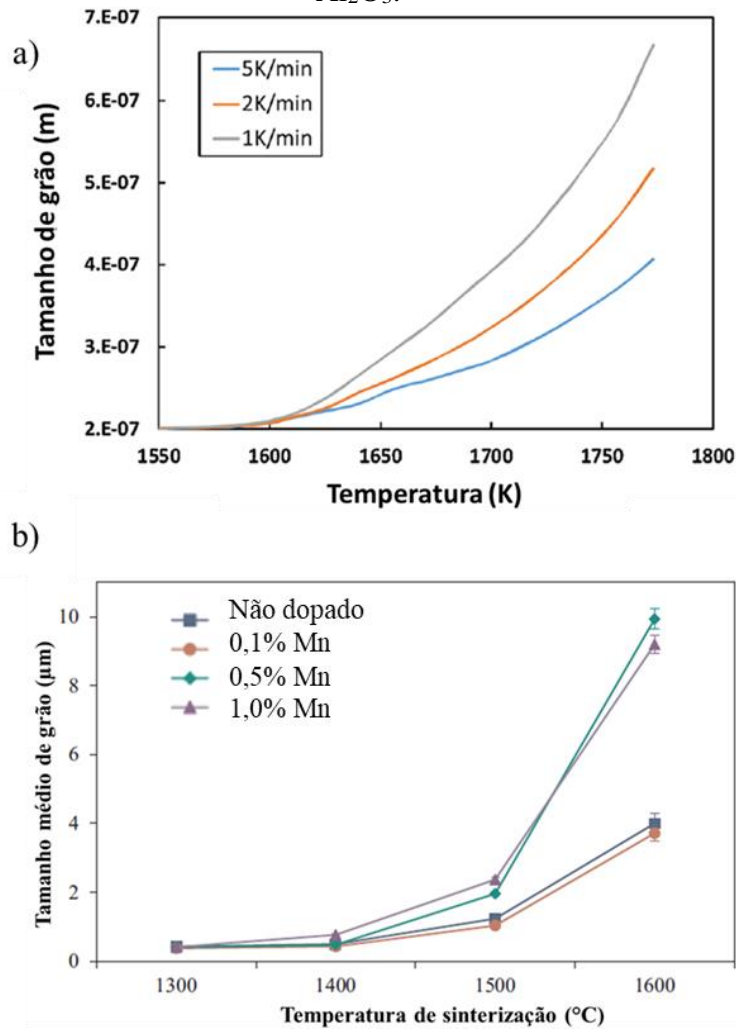 a)
7.E-07
6.E-07
5.E-07
4.E-07
3.E-07
2.E-07
Tamanho de grão (m)
5K/min
2K/min
1K/min
1550 1600 1650 1700 1750 1800
Temperatura (K)
b)
Não dopado
0,1% Mn
0,5% Mn
1,0% Mn
10
8
6
4
2
0
Tamanho médio de grão (μm)
1300 1400 1500 1600
Temperatura de sinterização (°C)